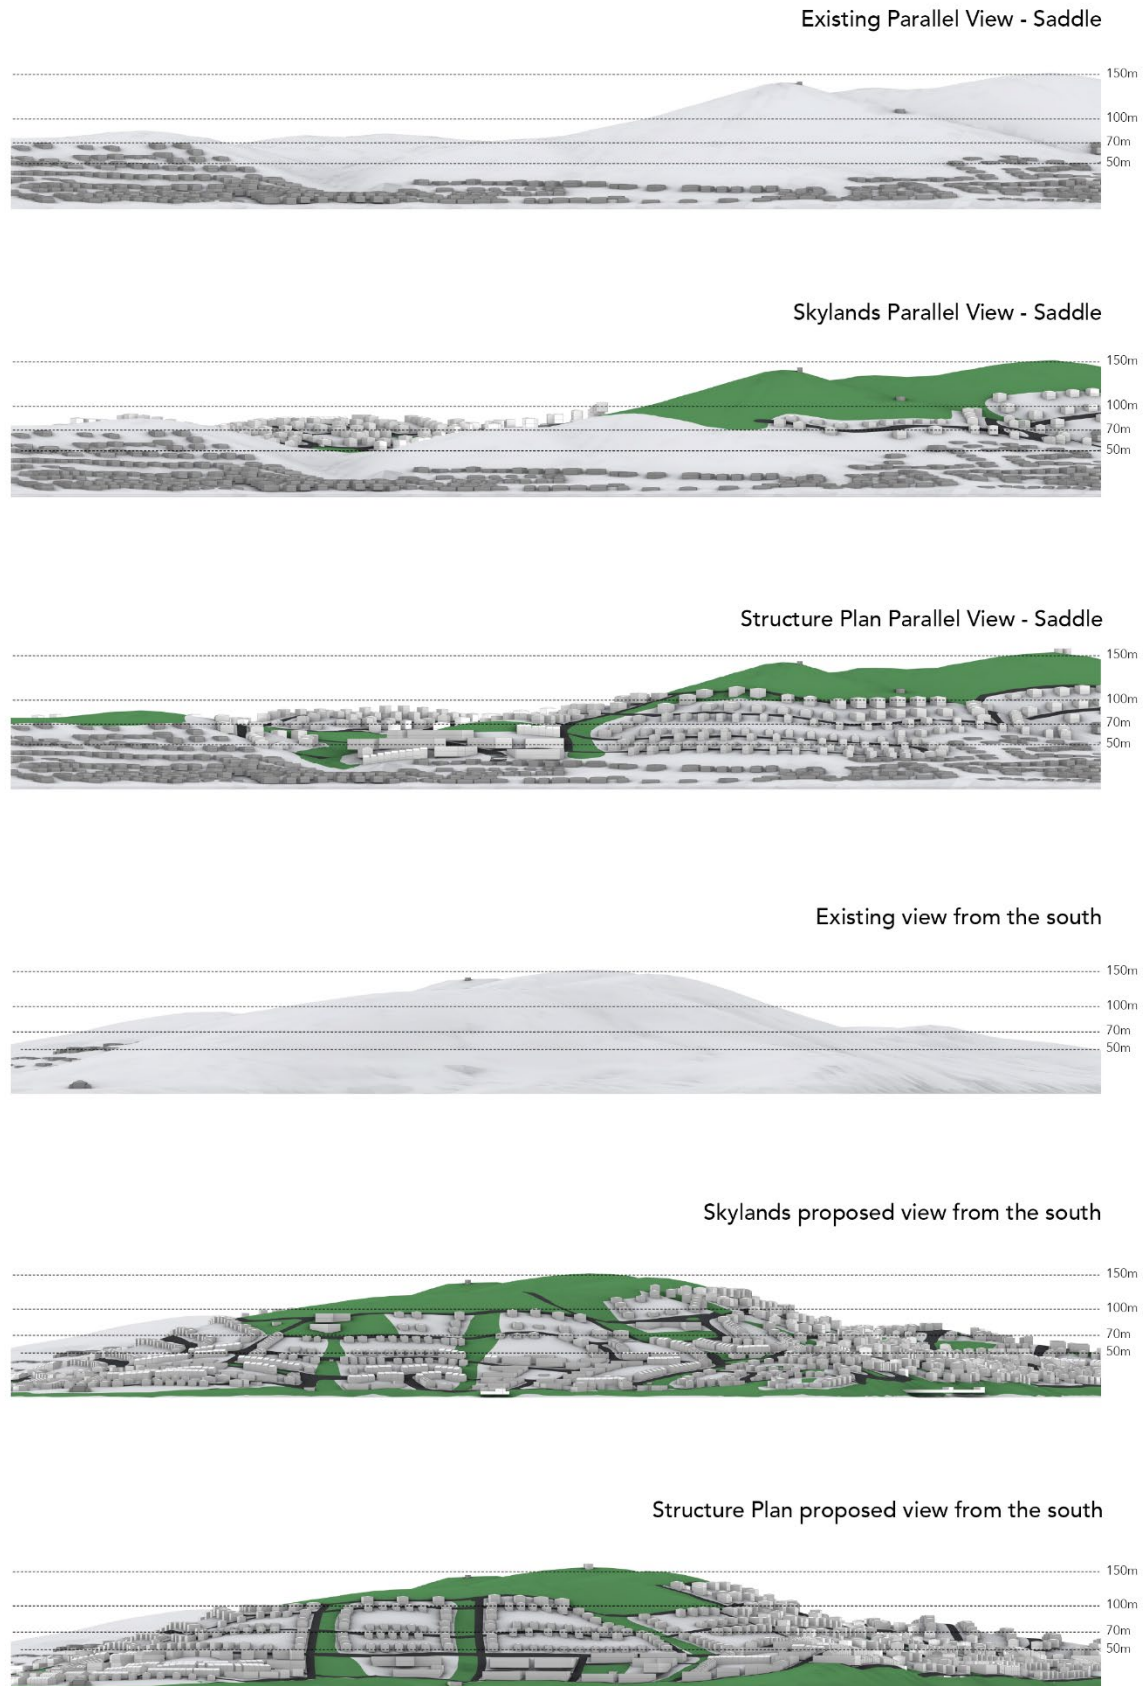 Existing Parallel View - Saddle
150m
100m
70m
50m
Skylands Parallel View - Saddle
150m
100m
70m
50m
Structure Plan Parallel View - Saddle
150m
100m
70m
50m
Existing view from the south
150m
100m
70m
50m
Skylands proposed view from the south
150m
100m
70m
50m
Structure Plan proposed view from the south
150m
100m
70m
50m